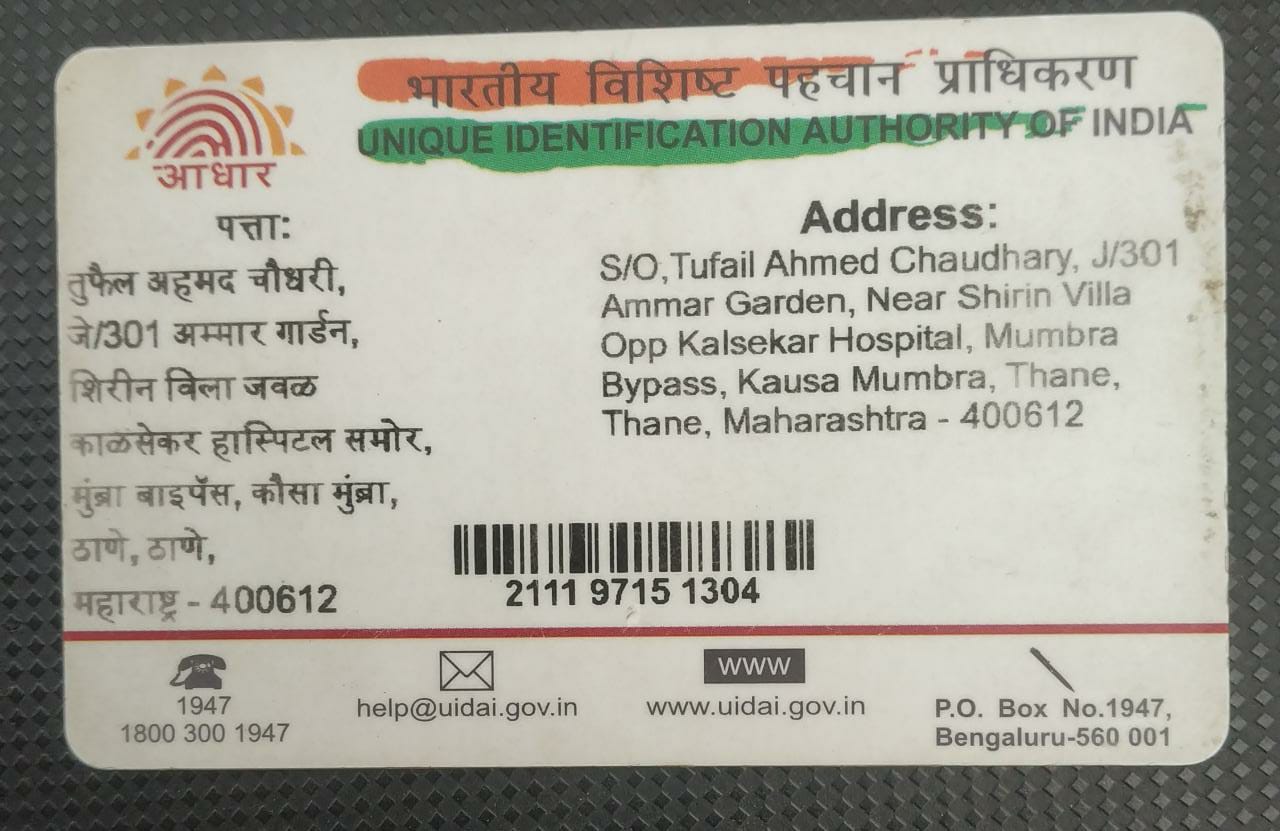 भारतीय विशिष्ट पहचान प्राधिकरण
UNIQUE IDENTIFICATION AUTHORITY OF INDIA
आधार
पत्ता:
तुफैल अहमद चौधरी,
जे/301 अम्मार गार्डन,
शिरीन विला जवळ
काळसेकर हास्पिटल समोर,
मुंब्रा बाइपॅस, कौसा मुंब्रा,
ठाणे, ठाणे,
महाराष्ट्र - 400612
Address:
S/O,Tufail Ahmed Chaudhary, J/301
Ammar Garden, Near Shirin Villa
Opp Kalsekar Hospital, Mumbra
Bypass, Kausa Mumbra, Thane,
Thane, Maharashtra - 400612
2111 9715 1304
1947
1800 300 1947
help@uidai.gov.in
www
www.uidai.gov.in
P.O. Box No.1947,
Bengaluru-560 001